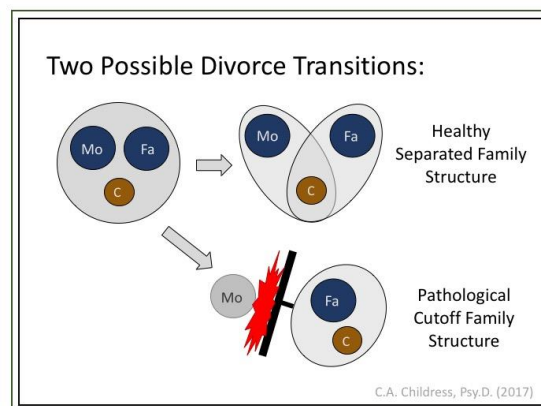 Two Possible Divorce Transitions:
Mo Fa
C
Mo Fa
C
Healthy
Separated Family
Structure
Mo
Fa
C
Pathological
Cutoff Family
Structure
C.A. Childress, Psy.D. (2017)